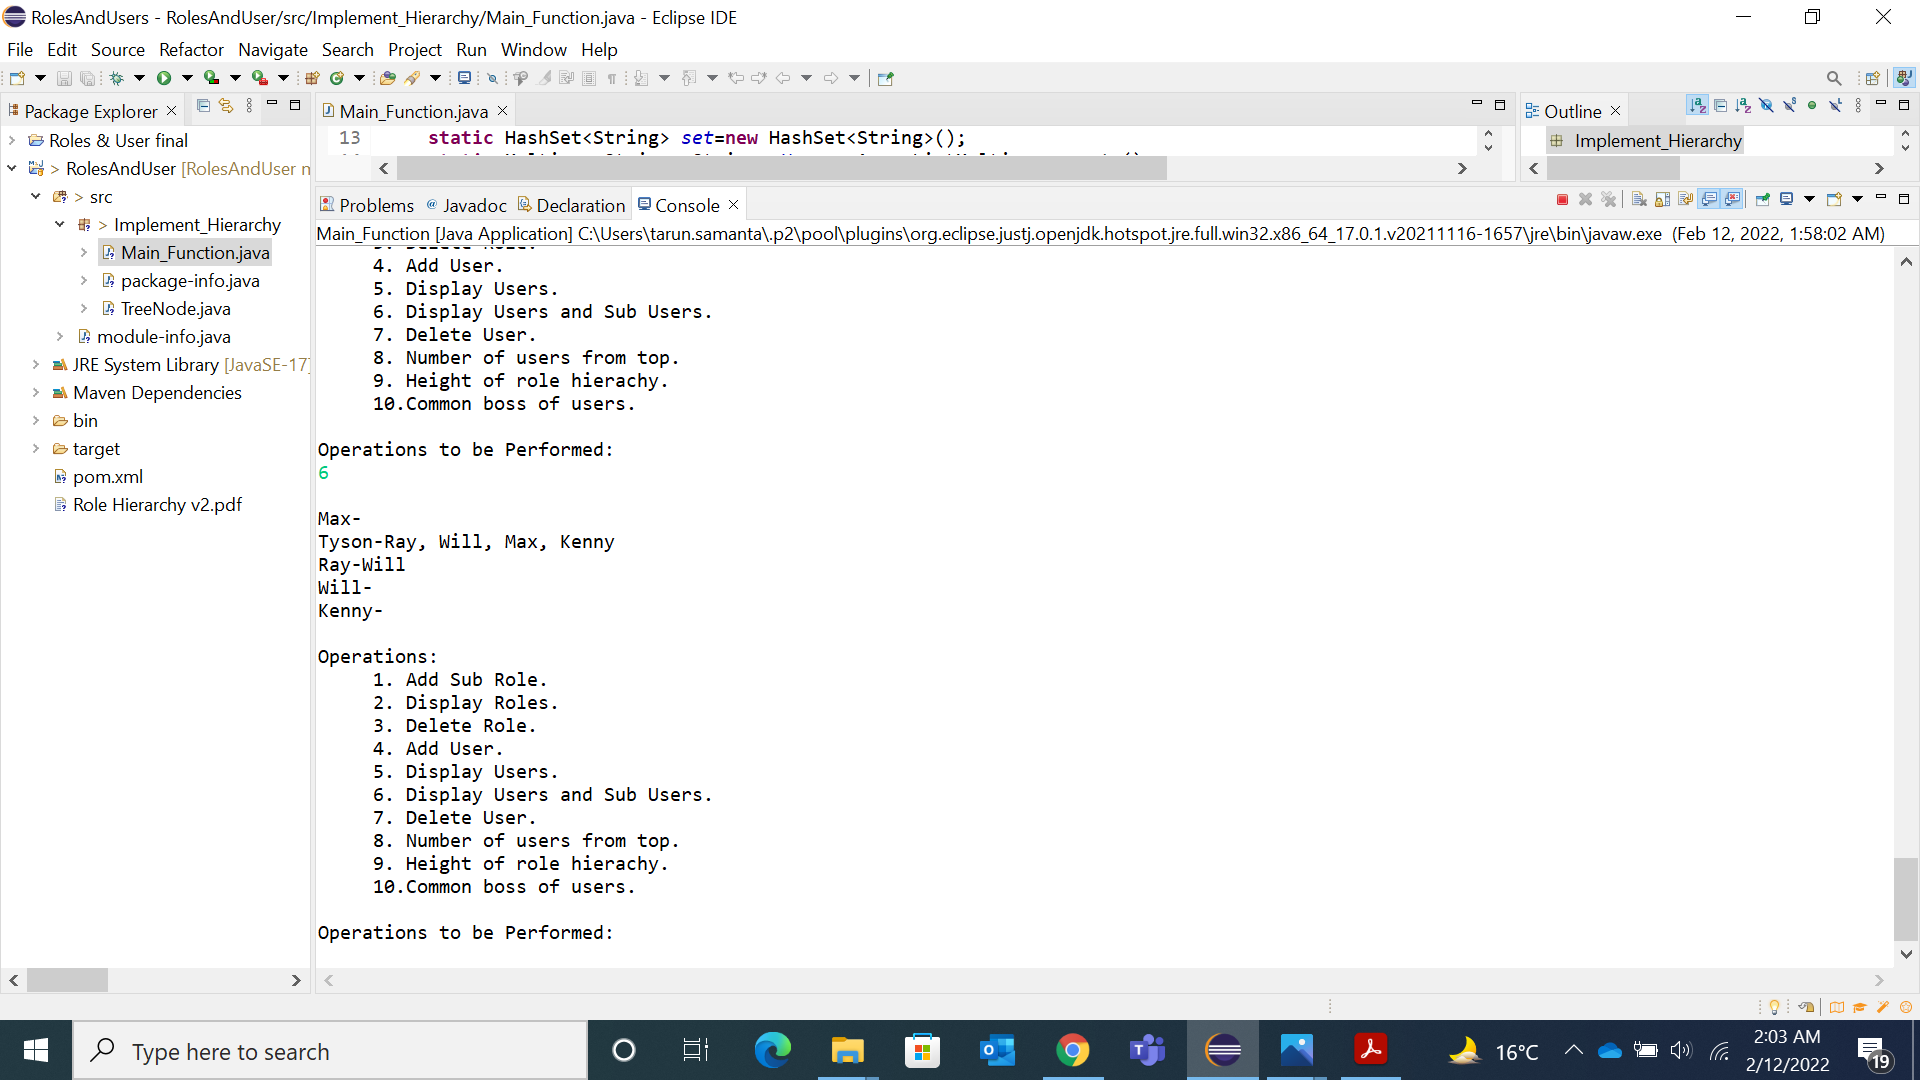 RolesAndUsers - RolesAndUser/src/Implement_Hierarchy/Main_Function.java - Eclipse IDE
File Edit Source Refactor Navigate Search Project Run Window Help
Package Explorer
Roles & User final
> RolesAndUser [RolesAndUser
> src
> Implement_Hierarchy
Main_Function.java
package-info.java
TreeNode.java
module-info.java
JRE System Library [JavaSE-17]
Maven Dependencies
bin
target
pom.xml
Role Hierarchy v2.pdf
Main_Function.java
13 static HashSet<String> set=new HashSet<String>();
Outline
Implement_Hierarchy
Problems Javadoc Declaration Console
Main_Function [Java Application] C:\Users\tarun.samanta\.p2\pool\plugins\org.eclipse.justj.openjdk.hotspot.jre.full.win32.x86_64_17.0.1.v20211116-1657\jre\bin\javaw.exe (Feb 12, 2022, 1:58:02 AM)
3. Delete Role.
4. Add User.
5. Display Users.
6. Display Users and Sub Users.
7. Delete User.
8. Number of users from top.
9. Height of role hierachy.
10.Common boss of users.
Operations to be Performed:
6
Max-
Tyson-Ray, Will, Max, Kenny
Ray-Will
Will-
Kenny-
Operations:
1. Add Sub Role.
2. Display Roles.
3. Delete Role.
4. Add User.
5. Display Users.
6. Display Users and Sub Users.
7. Delete User.
8. Number of users from top.
9. Height of role hierachy.
10.Common boss of users.
Operations to be Performed:
Type here to search
16°C
2:03 AM
2/12/2022
19